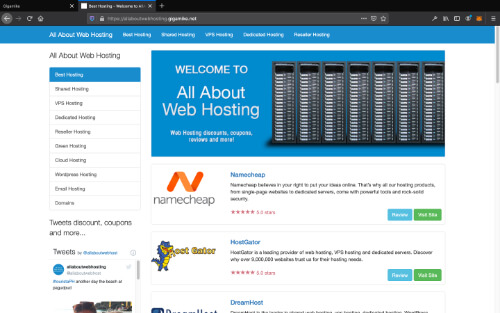 Gigamike
Best Hosting - Welcome to All
https://allaboutwebhosting.gigamike.net
All About Web Hosting
Best Hosting
Shared Hosting
VPS Hosting
Dedicated Hosting
Reseller Hosting
All About Web Hosting
Best Hosting
Shared Hosting
VPS Hosting
Dedicated Hosting
Reseller Hosting
Green Hosting
Cloud Hosting
Wordpress Hosting
Email Hosting
Domains
Tweets discount, coupons
and more...
Tweets by @allaboutwebhost
allaboutwebhosting
@allaboutwebhost
another day the beach at
WELCOME TO
All About
Web Hosting
Web Hosting discounts, coupons,
reviews and more!
namecheap
Namecheap
Namecheap believes in your right to put your ideas online. That's why all our hosting products,
from single-page websites to dedicated servers, come with powerful tools and rock-solid
security.
5.0 stars
Review
Visit Site
Host Gator
HostGator
HostGator is a leading provider of web hosting, VPS hosting and dedicated servers. Discover
why over 9,000,000 websites trust us for their hosting needs.
5.0 stars
Review
Visit Site
DreamHost
DreamHost